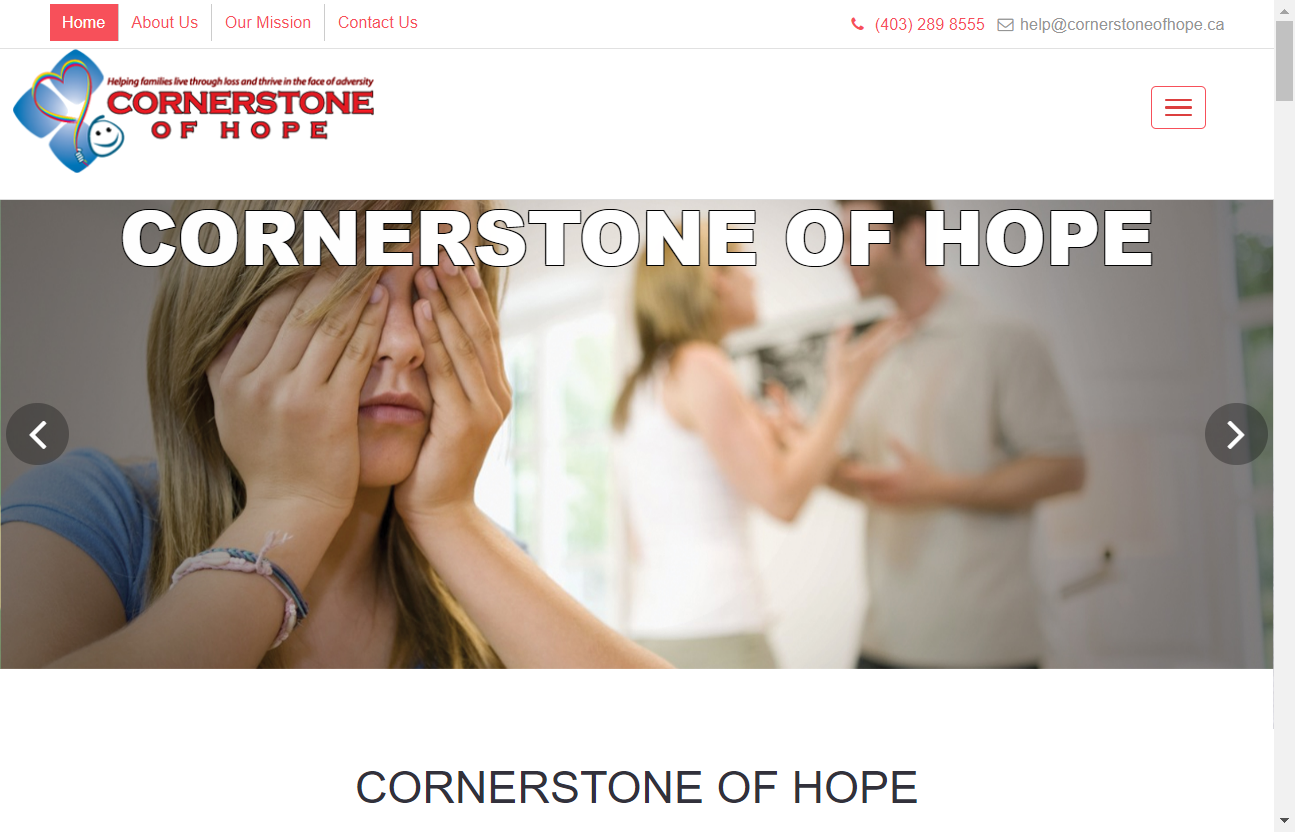 Home About Us Our Mission Contact Us (403) 289 8555 help@cornerstoneofhope.ca
Helping families live through loss and thrive in the face of adversity
CORNERSTONE
OF HOPE
CORNERSTONE OF HOPE
CORNERSTONE OF HOPE